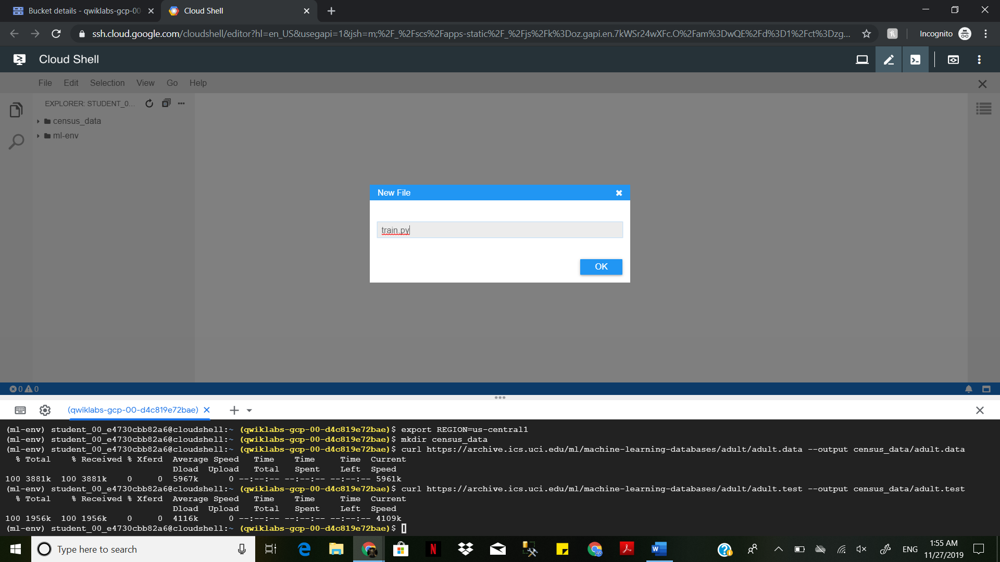 Bucket details - qwiklabs-gcp-00-
Cloud Shell
ssh.cloud.google.com/cloudshell/editor?hl=en_US&usegapi=1&jsh=m;%2F_%2Fscs%2Fapps-static%2F_%2Fjs%2Fk%3Doz.gapi.en.7kWSr24wXFc.O%2Fam%3DwQE%2Fd%3D1%2Fct%3Dzg...
Incognito
Cloud Shell
File Edit Selection View Go Help
EXPLORER: STUDENT_0...
census_data
ml-env
New File
train.py
OK
0 0
(qwiklabs-gcp-00-d4c819e72bae)
(ml-env) student_00_e4730cbb82a6@cloudshell:~ (qwiklabs-gcp-00-d4c819e72bae)$ export REGION=us-central1
(ml-env) student_00_e4730cbb82a6@cloudshell:~ (qwiklabs-gcp-00-d4c819e72bae)$ mkdir census_data
(ml-env) student_00_e4730cbb82a6@cloudshell:~ (qwiklabs-gcp-00-d4c819e72bae)$ curl https://archive.ics.uci.edu/ml/machine-learning-databases/adult/adult.data --output census_data/adult.data
% Total % Received % Xferd Average Speed Time Time Time Current
Dload Upload Total Spent Left Speed
100 3881k 100 3881k 0 0 5967k 0 --:--:-- --:--:-- --:--:-- 5961k
(ml-env) student_00_e4730cbb82a6@cloudshell:~ (qwiklabs-gcp-00-d4c819e72bae)$ curl https://archive.ics.uci.edu/ml/machine-learning-databases/adult/adult.test --output census_data/adult.test
% Total % Received % Xferd Average Speed Time Time Time Current
Dload Upload Total Spent Left Speed
100 1956k 100 1956k 0 0 4116k 0 --:--:-- --:--:-- --:--:-- 4109k
(ml-env) student_00_e4730cbb82a6@cloudshell:~ (qwiklabs-gcp-00-d4c819e72bae)$
Type here to search
ENG
1:55 AM
11/27/2019